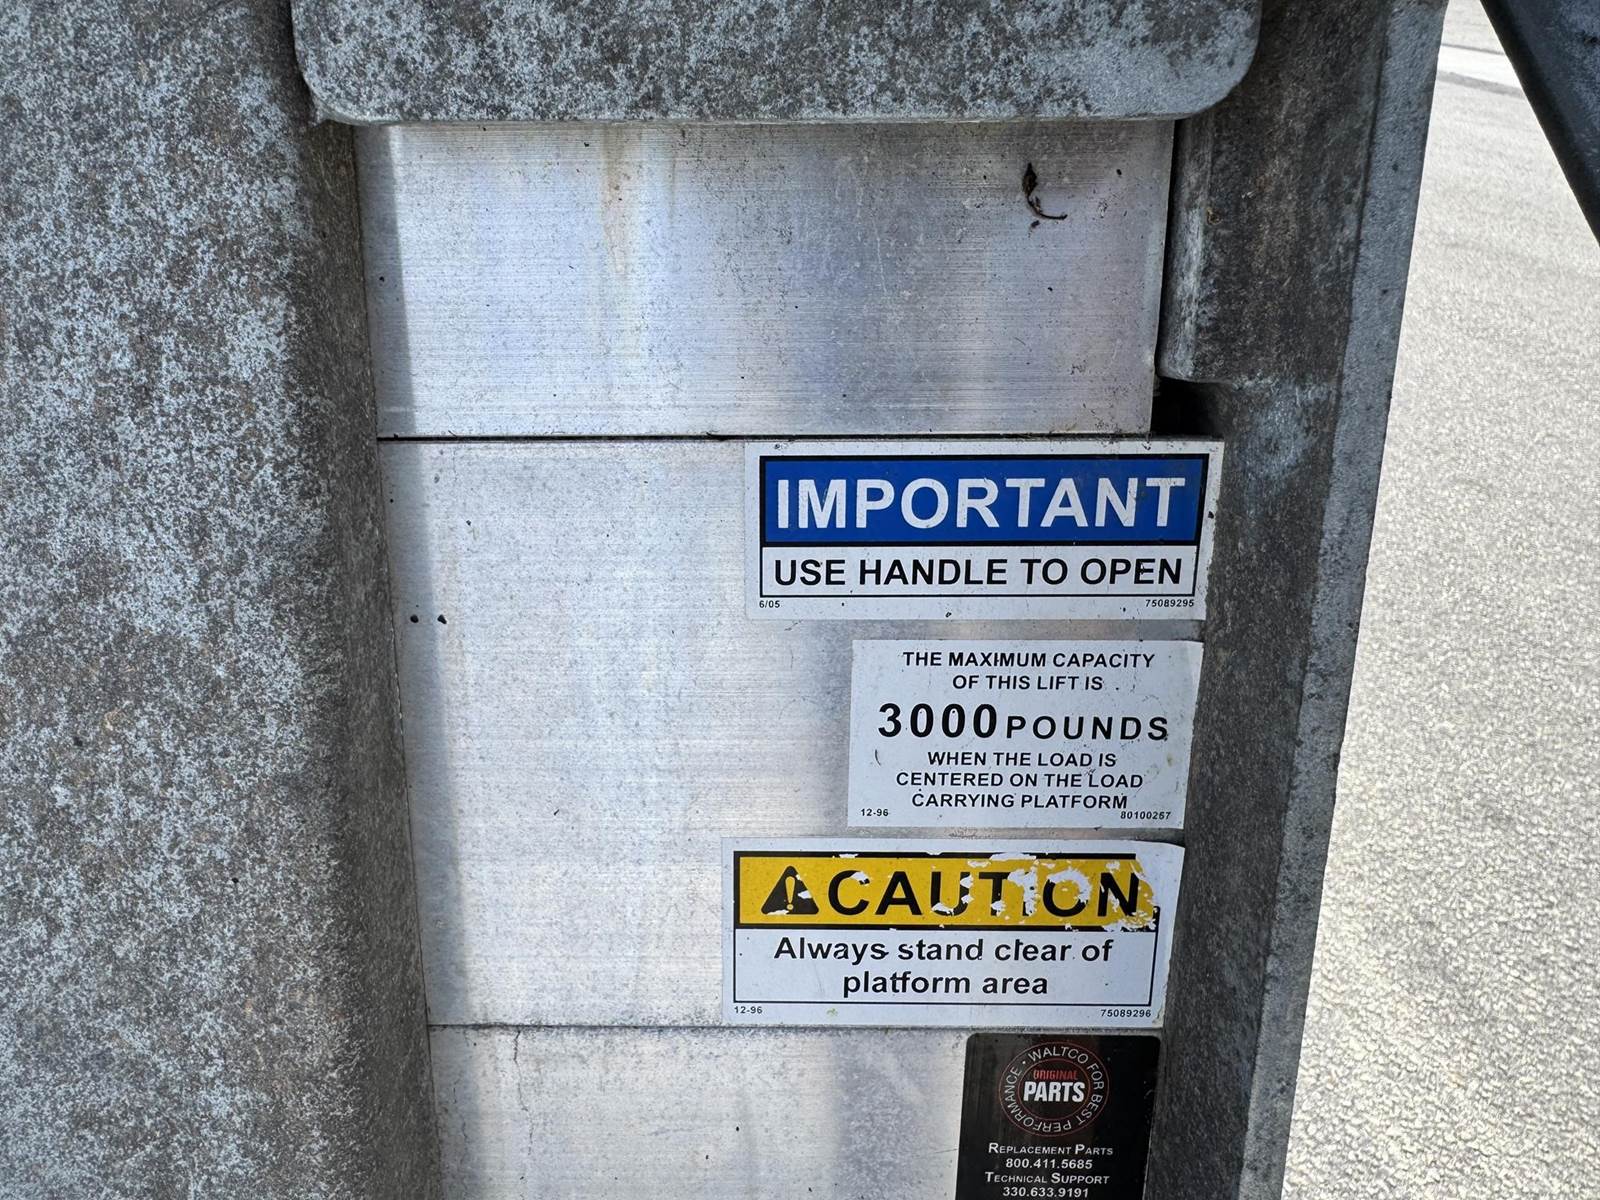 IMPORTANT
USE HANDLE TO OPEN
6/05 75089295
THE MAXIMUM CAPACITY
OF THIS LIFT IS
3000 POUNDS
WHEN THE LOAD IS
CENTERED ON THE LOAD
CARRYING PLATFORM
12-96 80100257
CAUTION
Always stand clear of
platform area
12-96 75089296
WALTCO FOR BEST PERFORMANCE
ORIGINAL
PARTS
REPLACEMENT PARTS
800.411.5685
TECHNICAL SUPPORT
330.633.9191